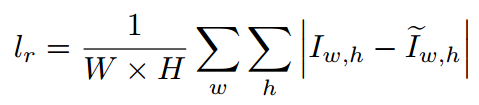 $l_r = \frac{1}{W \times H} \sum_{w} \sum_{h} \left| I_{w,h} - \widetilde{I}_{w,h} \right|$